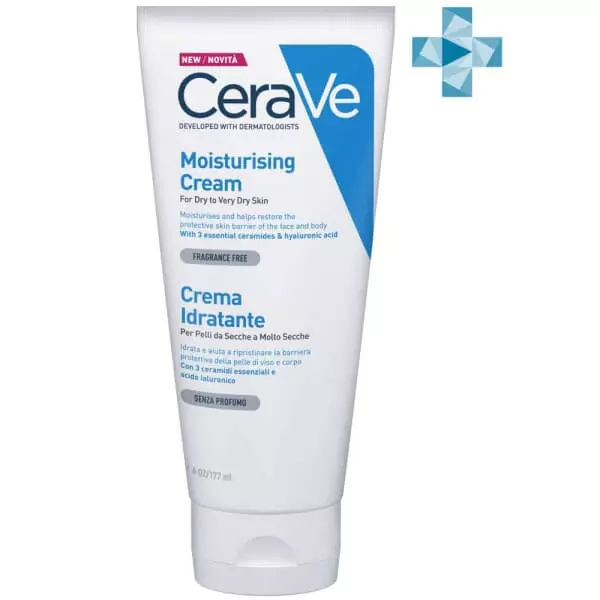 NEW / NOVITÀ
CeraVe
DEVELOPED WITH DERMATOLOGISTS
Moisturising
Cream
For Dry to Very Dry Skin
Moisturises and helps restore the
protective skin barrier of the face and body
With 3 essential ceramides & hyaluronic acid
FRAGRANCE FREE
Crema
Idratante
Per Pelli da Secche a Molto Secche
Idrata e aiuta a ripristinare la barriera
protettiva della pelle di viso e corpo
Con 3 ceramidi essenziali e
acido ialuronico
SENZA PROFUMO
6 OZ/177 ml